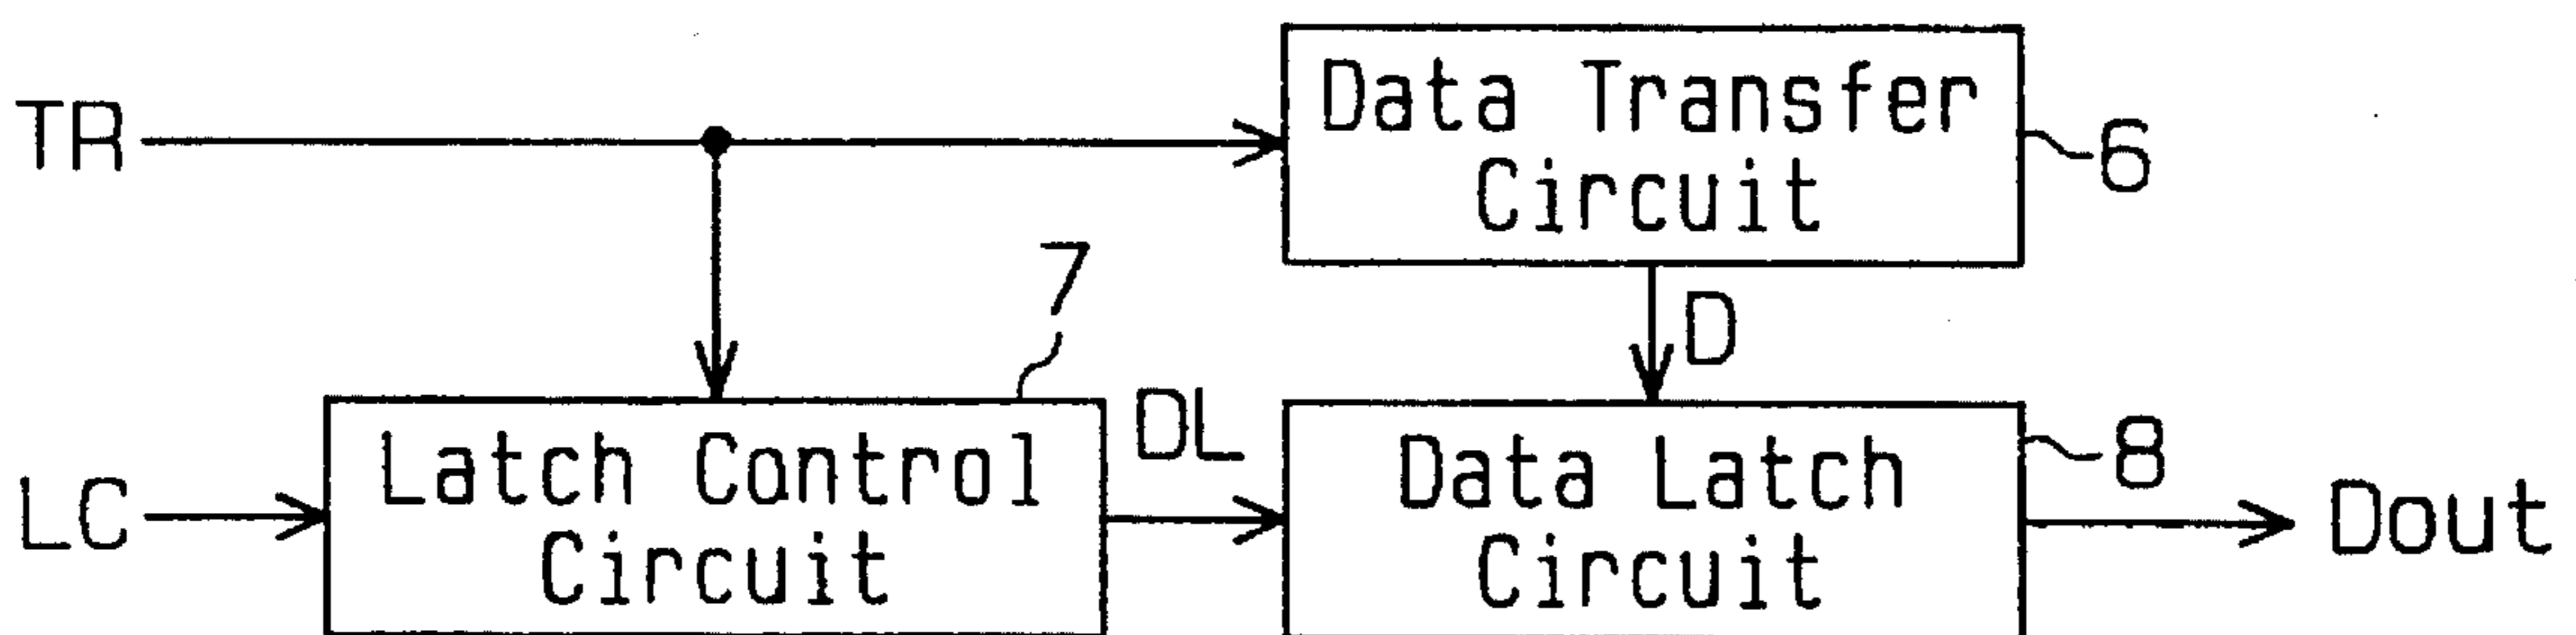 TR
Data Transfer
Circuit
6
7
D
LC
Latch Control
Circuit
DL
Data Latch
Circuit
8
Dout